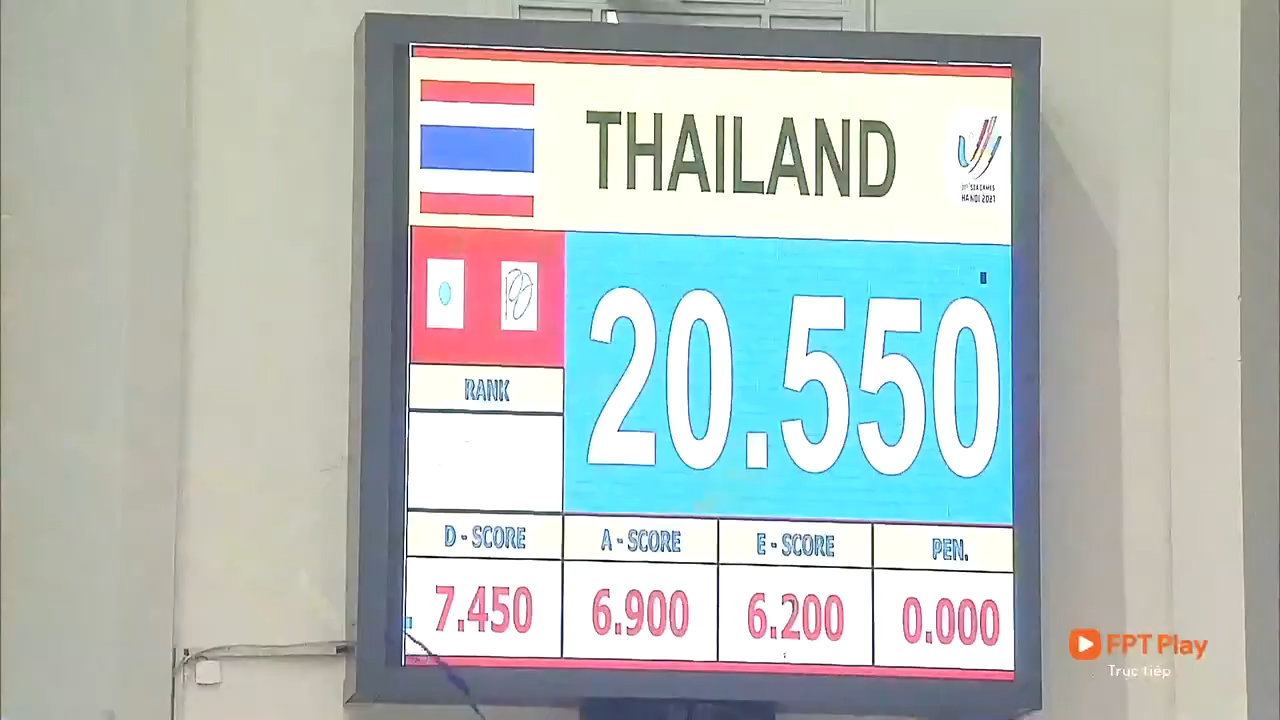 THAILAND
31ST SEA GAMES
HANOI 2021
20.550
RANK
D - SCORE
A - SCORE
E - SCORE
PEN.
7.450
6.900
6.200
0.000
FPT Play
Trực tiếp